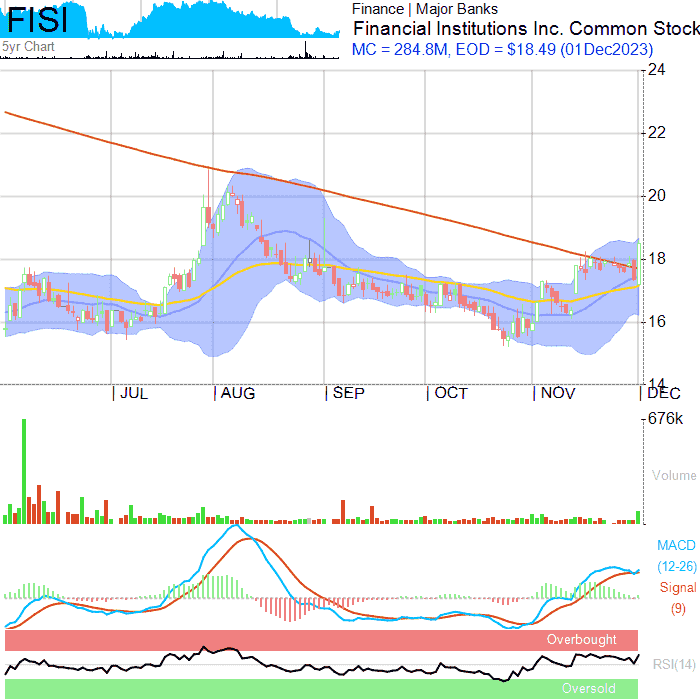 FISI
5yr Chart
Finance | Major Banks
Financial Institutions Inc. Common Stock
MC = 284.8M, EOD = $18.49 (01Dec2023)
24
22
20
18
16
14
JUL AUG SEP OCT NOV DEC
676k
Volume
MACD
(12-26)
Signal
(9)
Overbought
RSI(14)
Oversold